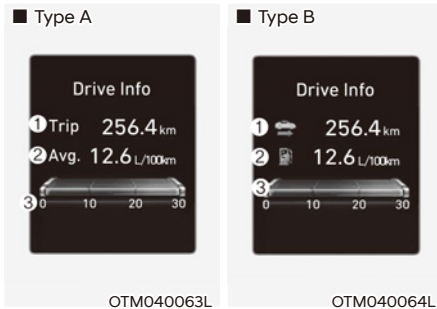 ■ Type A
Drive Info
① Trip 256.4 km
② Avg. 12.6 L/100km
③
0 10 20 30
OTM040063L
■ Type B
Drive Info
① 256.4 km
② 12.6 L/100km
③
0 10 20 30
OTM040064L